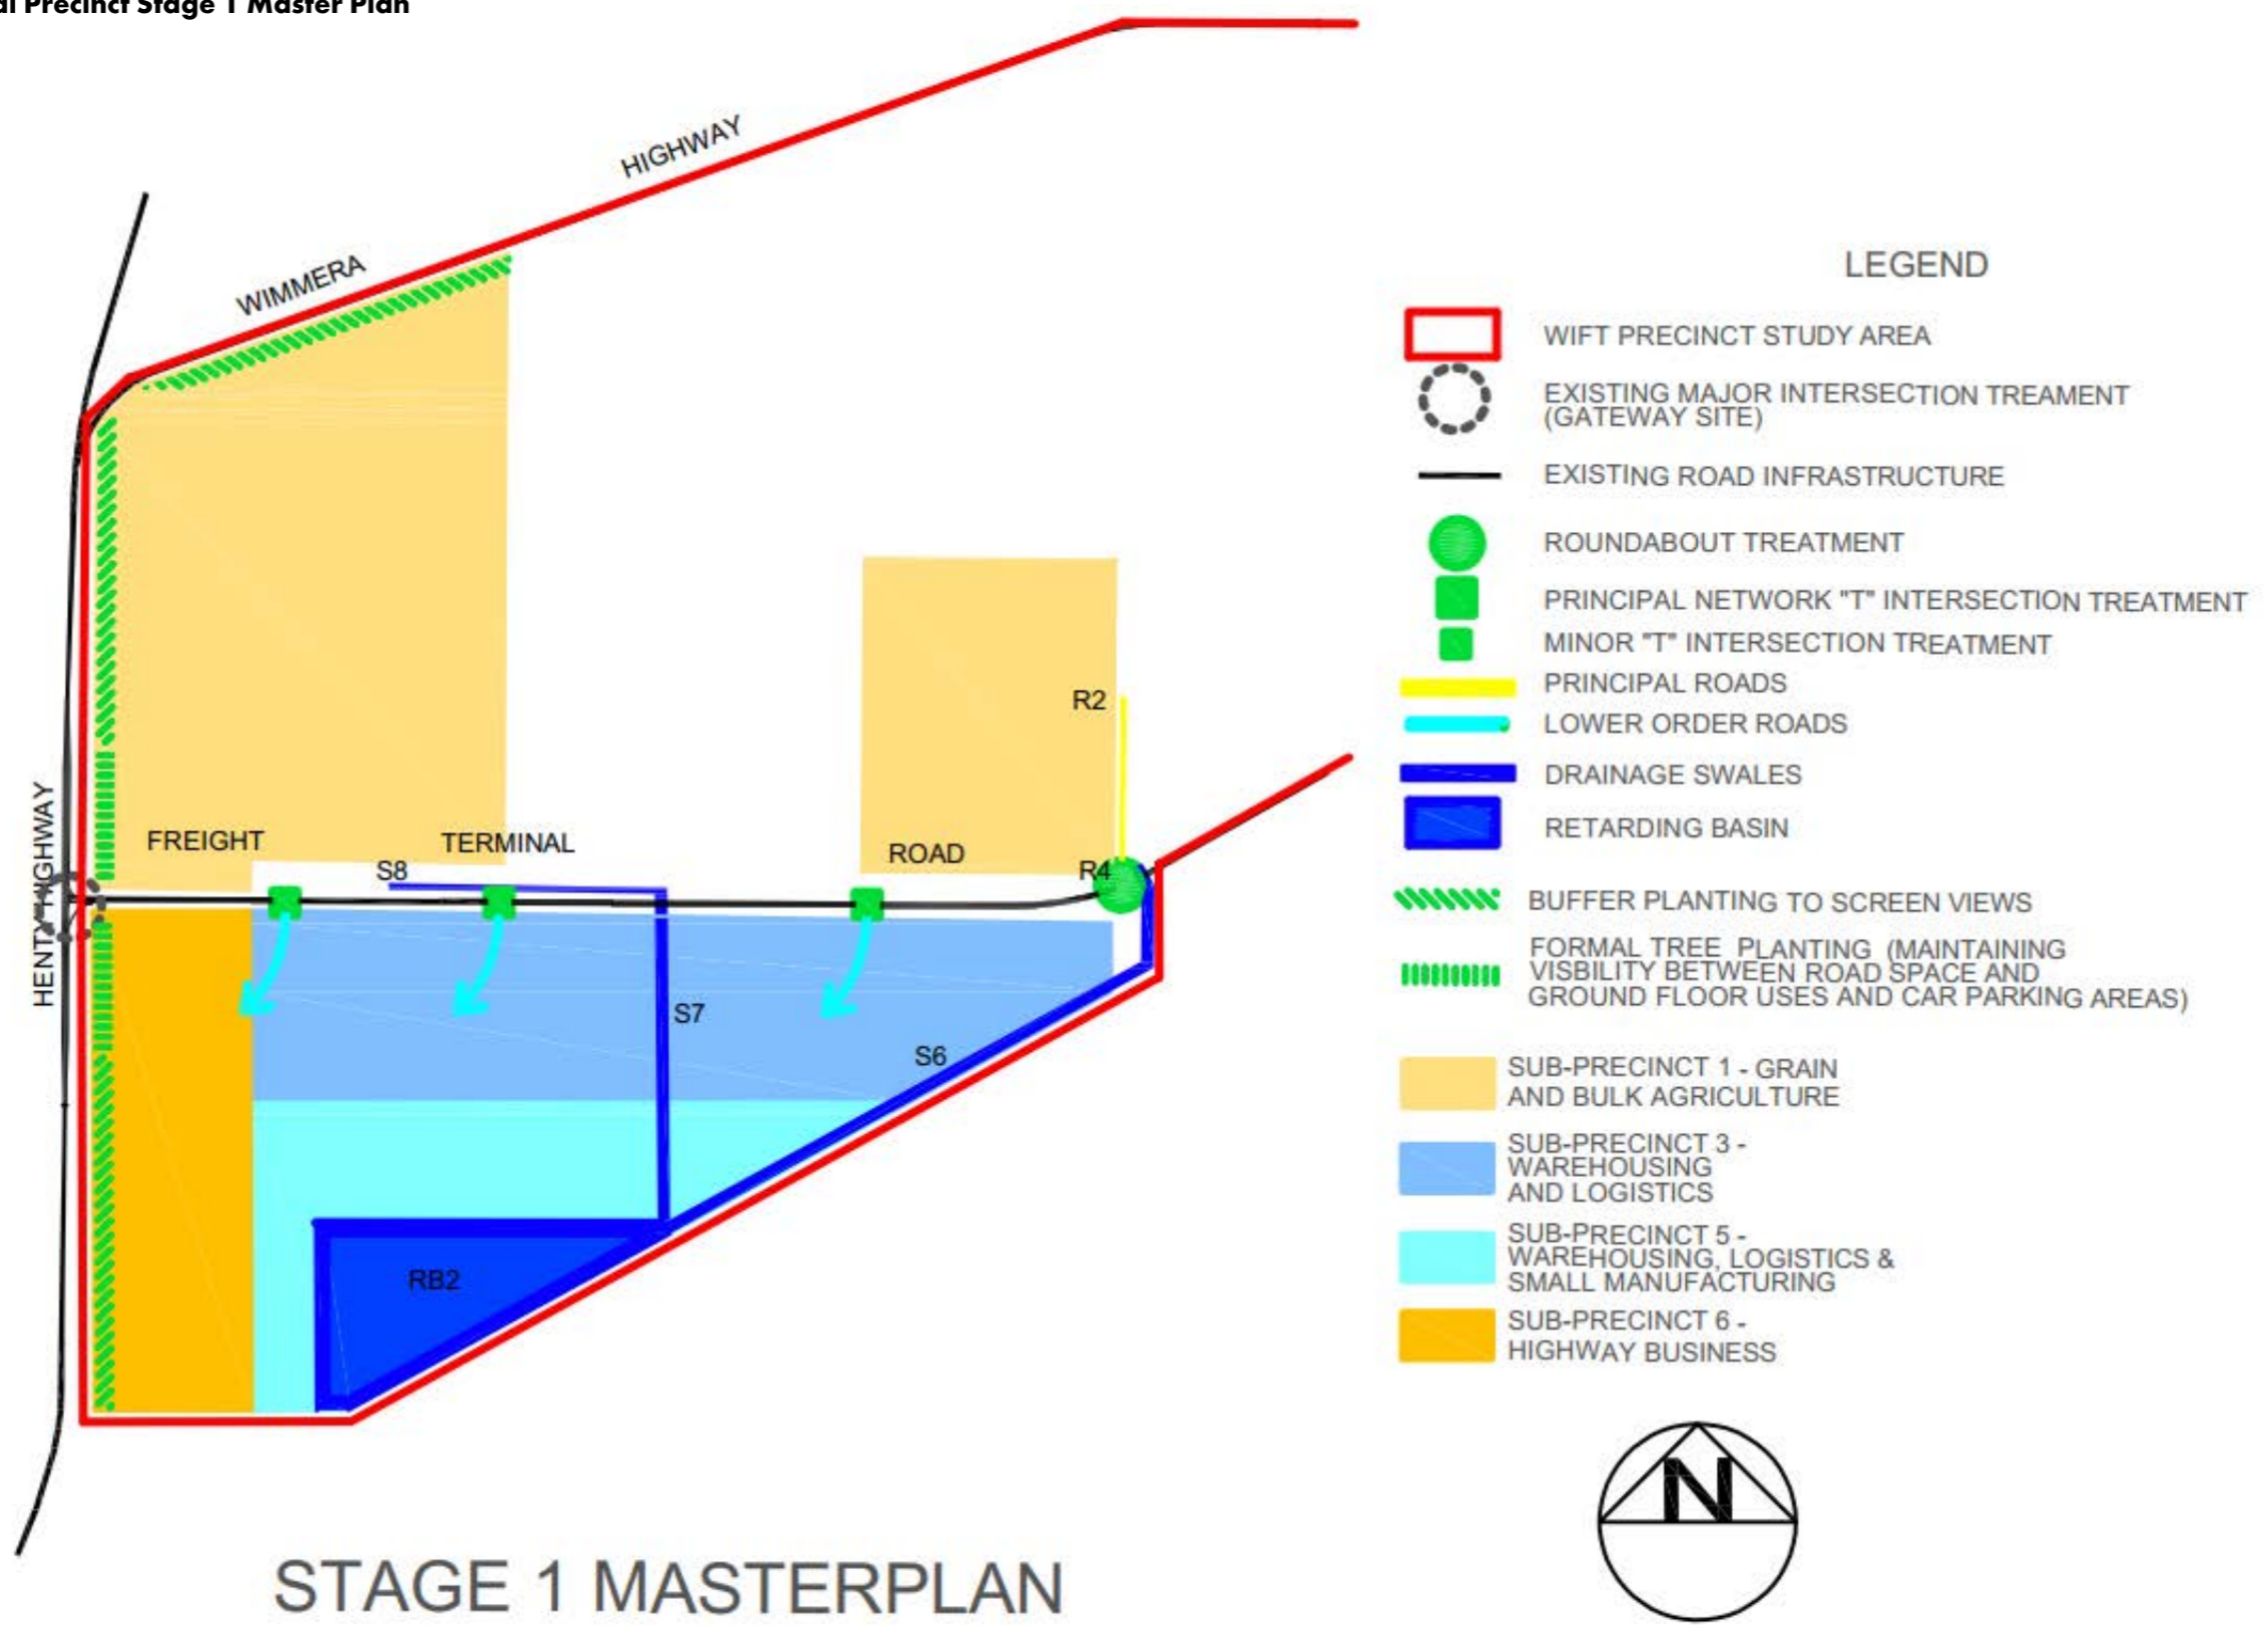 al Precinct Stage 1 Master Plan
HIGHWAY
WIMMERA
R2
HENTY HIGHWAY
FREIGHT
TERMINAL
ROAD
S8
R4
S7
S6
RB2
STAGE 1 MASTERPLAN
LEGEND
WIFT PRECINCT STUDY AREA
EXISTING MAJOR INTERSECTION TREAMENT
(GATEWAY SITE)
EXISTING ROAD INFRASTRUCTURE
ROUNDABOUT TREATMENT
PRINCIPAL NETWORK "T" INTERSECTION TREATMENT
MINOR "T" INTERSECTION TREATMENT
PRINCIPAL ROADS
LOWER ORDER ROADS
DRAINAGE SWALES
RETARDING BASIN
BUFFER PLANTING TO SCREEN VIEWS
FORMAL TREE PLANTING (MAINTAINING
VISBILITY BETWEEN ROAD SPACE AND
GROUND FLOOR USES AND CAR PARKING AREAS)
SUB-PRECINCT 1 - GRAIN
AND BULK AGRICULTURE
SUB-PRECINCT 3 -
WAREHOUSING
AND LOGISTICS
SUB-PRECINCT 5 -
WAREHOUSING, LOGISTICS &
SMALL MANUFACTURING
SUB-PRECINCT 6 -
HIGHWAY BUSINESS
N